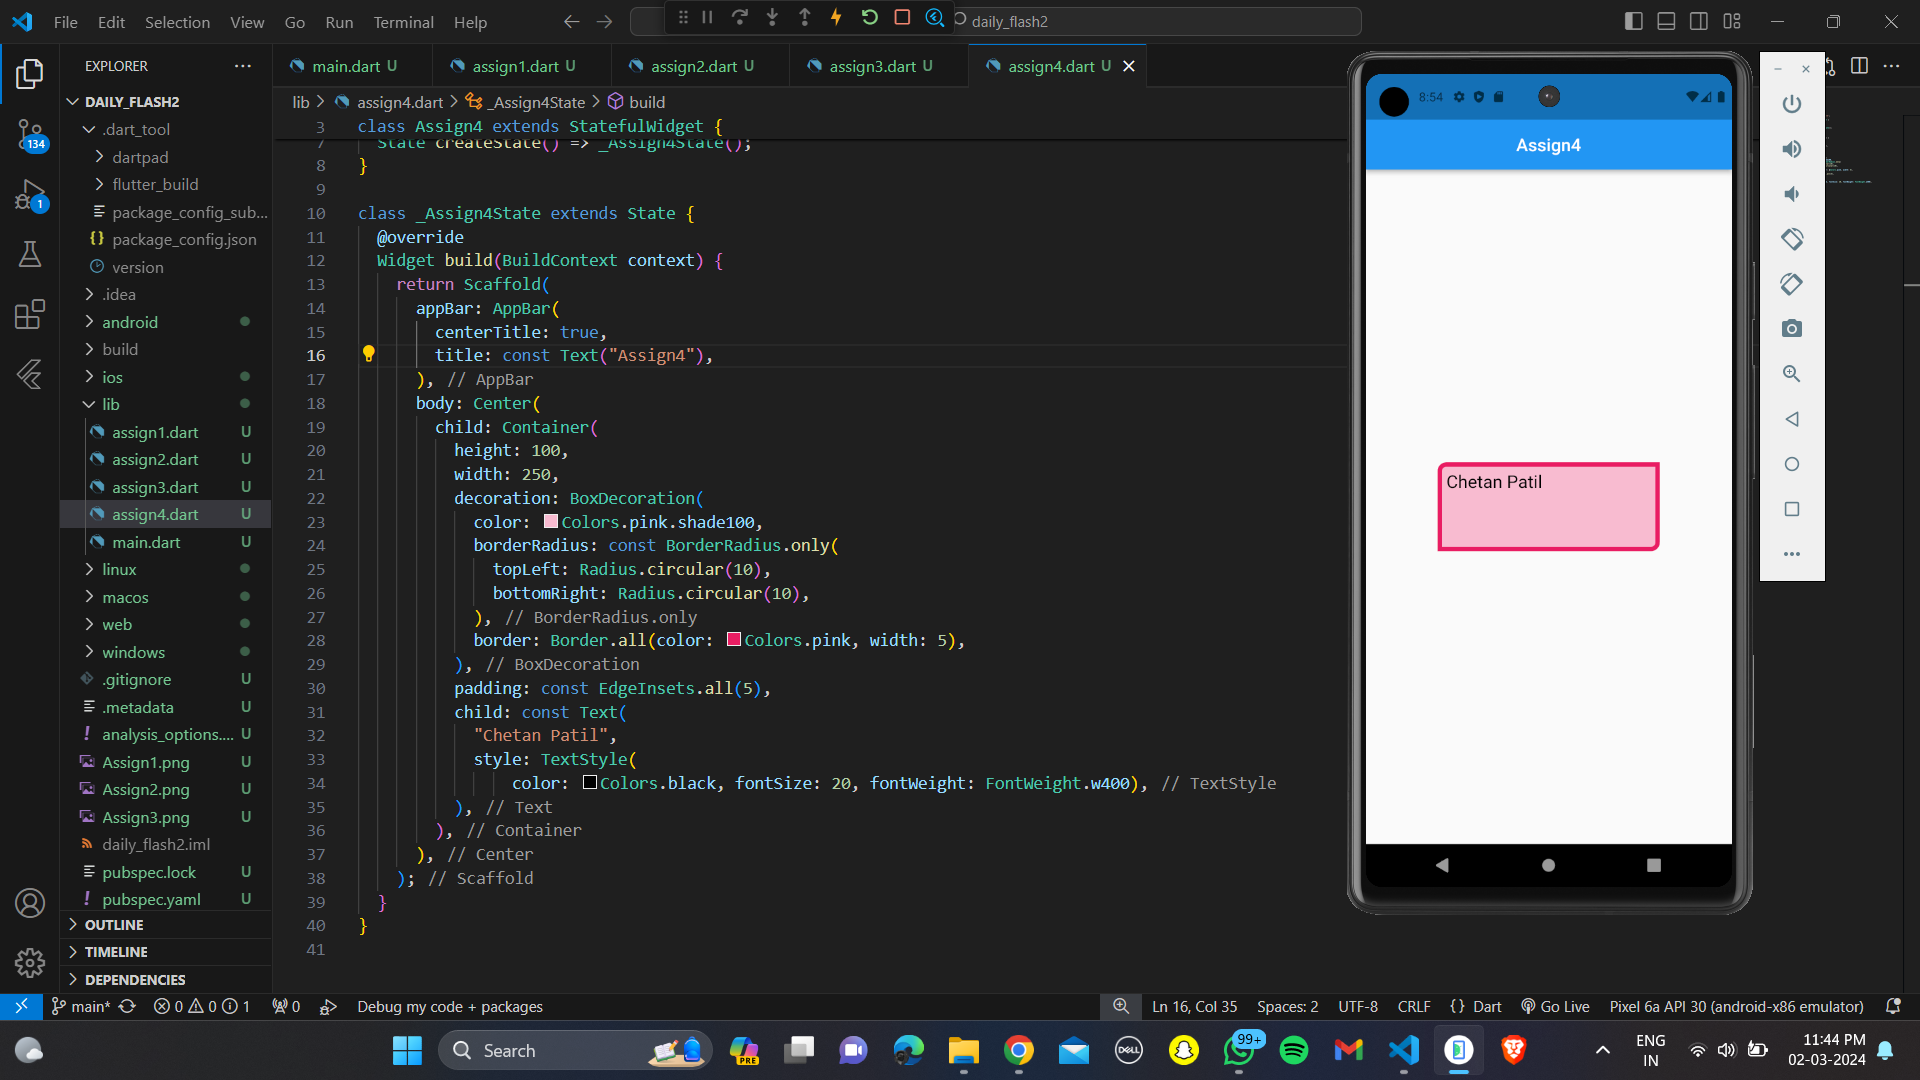 File Edit Selection View Go Run Terminal Help
daily_flash2
EXPLORER
DAILY_FLASH2
.dart_tool
dartpad
flutter_build
package_config_sub...
package_config.json
version
.idea
android
build
ios
lib
assign1.dart U
assign2.dart U
assign3.dart U
assign4.dart U
main.dart U
linux
macos
web
windows
.gitignore U
.metadata U
analysis_options.... U
Assign1.png U
Assign2.png U
Assign3.png U
daily_flash2.iml
pubspec.lock U
pubspec.yaml U
OUTLINE
TIMELINE
DEPENDENCIES
134
1
main.dart U assign1.dart U assign2.dart U assign3.dart U assign4.dart U
lib > assign4.dart > _Assign4State > build
3 class Assign4 extends StatefulWidget {
7 State createState() => _Assign4State();
8 }
9
10 class _Assign4State extends State {
11 @override
12 Widget build(BuildContext context) {
13 return Scaffold(
14 appBar: AppBar(
15 centerTitle: true,
16 title: const Text("Assign4"),
17 ), // AppBar
18 body: Center(
19 child: Container(
20 height: 100,
21 width: 250,
22 decoration: BoxDecoration(
23 color: Colors.pink.shade100,
24 borderRadius: const BorderRadius.only(
25 topLeft: Radius.circular(10),
26 bottomRight: Radius.circular(10),
27 ), // BorderRadius.only
28 border: Border.all(color: Colors.pink, width: 5),
29 ), // BoxDecoration
30 padding: const EdgeInsets.all(5),
31 child: const Text(
32 "Chetan Patil",
33 style: TextStyle(
34 color: Colors.black, fontSize: 20, fontWeight: FontWeight.w400), // TextStyle
35 ), // Text
36 ), // Container
37 ), // Center
38 ); // Scaffold
39 }
40 }
41
8:54
Assign4
Chetan Patil
main* 0 0 1 0 Debug my code + packages
Ln 16, Col 35 Spaces: 2 UTF-8 CRLF {} Dart Go Live Pixel 6a API 30 (android-x86 emulator)
Search
PRE
DELL
99+
ENG
IN
11:44 PM
02-03-2024